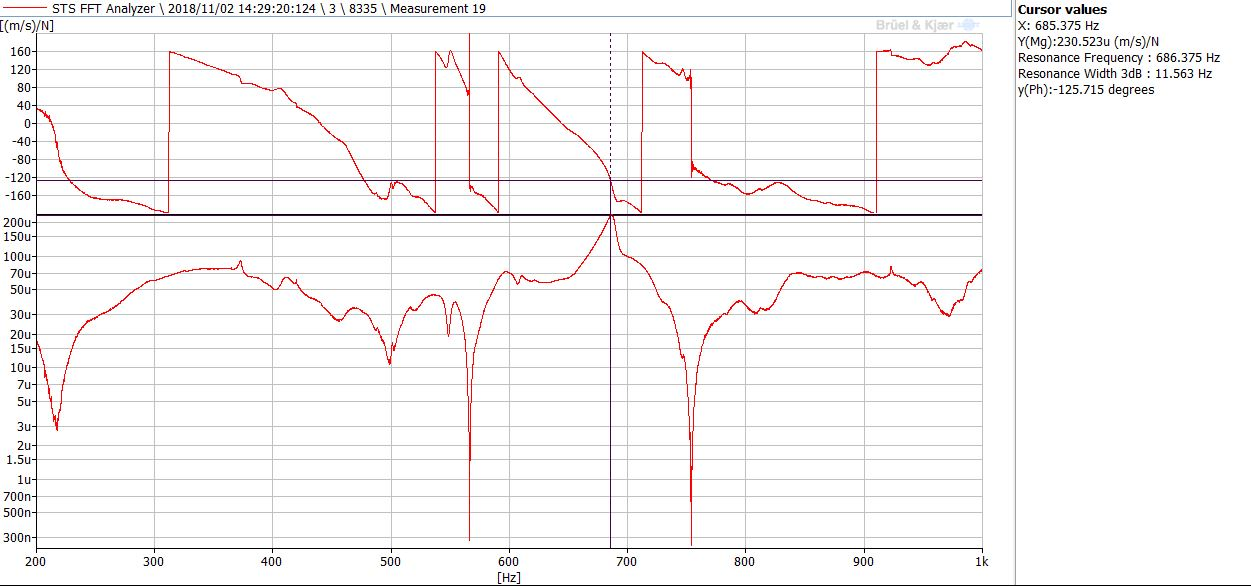 STS FFT Analyzer \ 2018/11/02 14:29:20:124 \ 3 \ 8335 \ Measurement 19
[(m/s)/N]
Brüel & Kjær
160
120
80
40
0
-40
-80
-120
-160
200u
150u
100u
70u
50u
30u
20u
15u
10u
7u
5u
3u
2u
1.5u
1u
700n
500n
300n
200 300 400 500 600 700 800 900 1k
[Hz]
Cursor values
X: 685.375 Hz
Y(Mg):230.523u (m/s)/N
Resonance Frequency : 686.375 Hz
Resonance Width 3dB : 11.563 Hz
y(Ph):-125.715 degrees